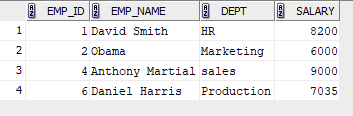 EMP_ID EMP_NAME DEPT SALARY
1 1 David Smith HR 8200
2 2 Obama Marketing 6000
3 4 Anthony Martial sales 9000
4 6 Daniel Harris Production 7035